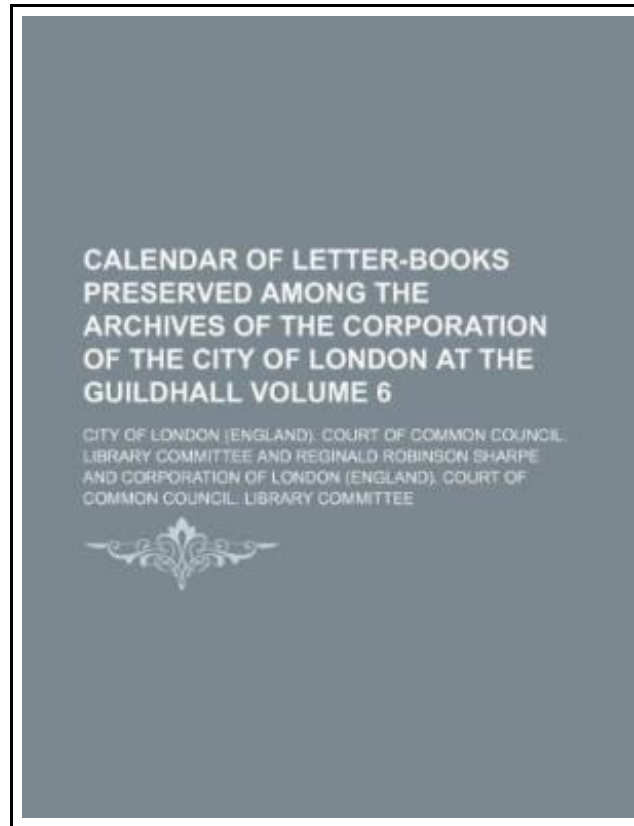 CALENDAR OF LETTER-BOOKS
PRESERVED AMONG THE
ARCHIVES OF THE CORPORATION
OF THE CITY OF LONDON AT THE
GUILDHALL VOLUME 6
CITY OF LONDON (ENGLAND). COURT OF COMMON COUNCIL.
LIBRARY COMMITTEE AND REGINALD ROBINSON SHARPE
AND CORPORATION OF LONDON (ENGLAND). COURT OF
COMMON COUNCIL. LIBRARY COMMITTEE